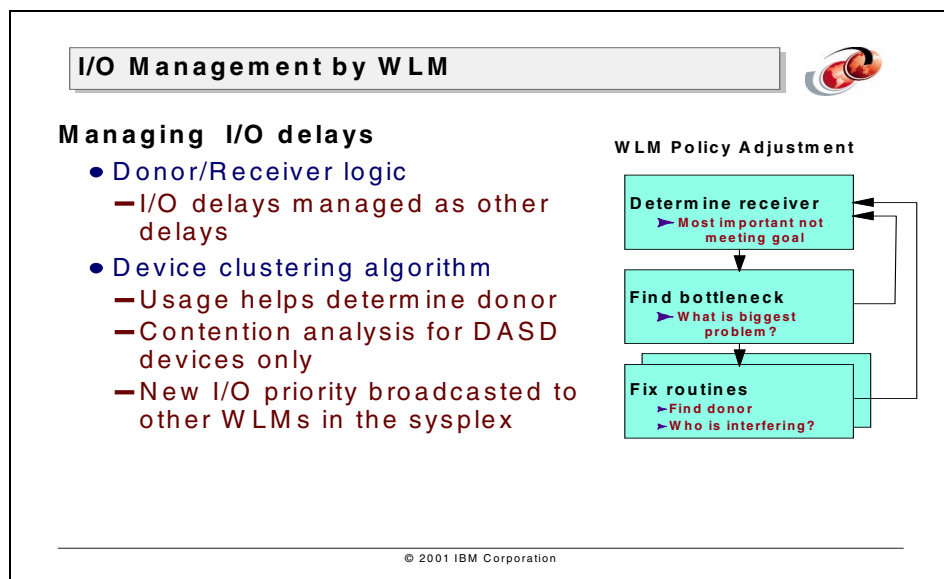 I/O Management by WLM
Managing I/O delays
Donor/Receiver logic
I/O delays managed as other
delays
Device clustering algorithm
Usage helps determine donor
Contention analysis for DASD
devices only
New I/O priority broadcasted to
other WLMs in the sysplex
WLM Policy Adjustment
Determine receiver
Most important not
meeting goal
Find bottleneck
What is biggest
problem?
Fix routines
Find donor
Who is interfering?
© 2001 IBM Corporation